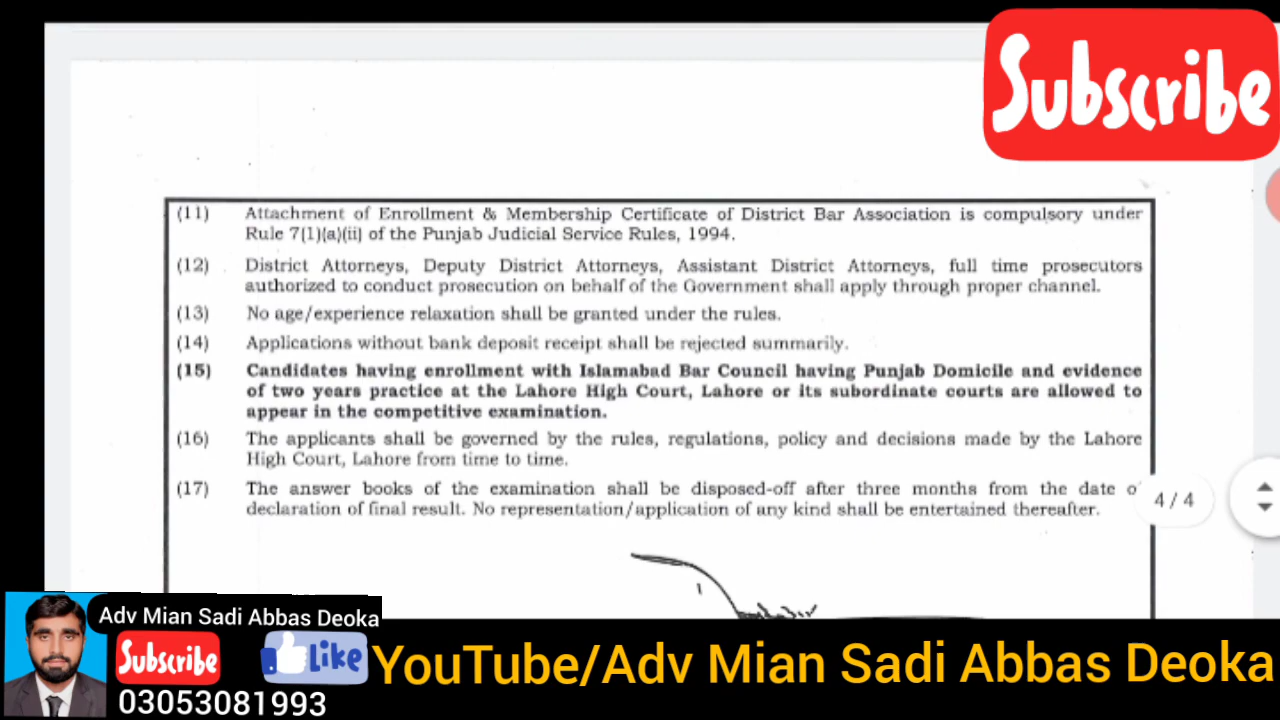 Subscribe
(11) Attachment of Enrollment & Membership Certificate of District Bar Association is compulsory under
Rule 7(1)(a)(ii) of the Punjab Judicial Service Rules, 1994.
(12) District Attorneys, Deputy District Attorneys, Assistant District Attorneys, full time prosecutors
authorized to conduct prosecution on behalf of the Government shall apply through proper channel.
(13) No age/experience relaxation shall be granted under the rules.
(14) Applications without bank deposit receipt shall be rejected summarily.
(15) Candidates having enrollment with Islamabad Bar Council having Punjab Domicile and evidence
of two years practice at the Lahore High Court, Lahore or its subordinate courts are allowed to
appear in the competitive examination.
(16) The applicants shall be governed by the rules, regulations, policy and decisions made by the Lahore
High Court, Lahore from time to time.
(17) The answer books of the examination shall be disposed-off after three months from the date o
declaration of final result. No representation/application of any kind shall be entertained thereafter.
4/4
Adv Mian Sadi Abbas Deoka
Subscribe
Like
03053081993
YouTube/Adv Mian Sadi Abbas Deoka